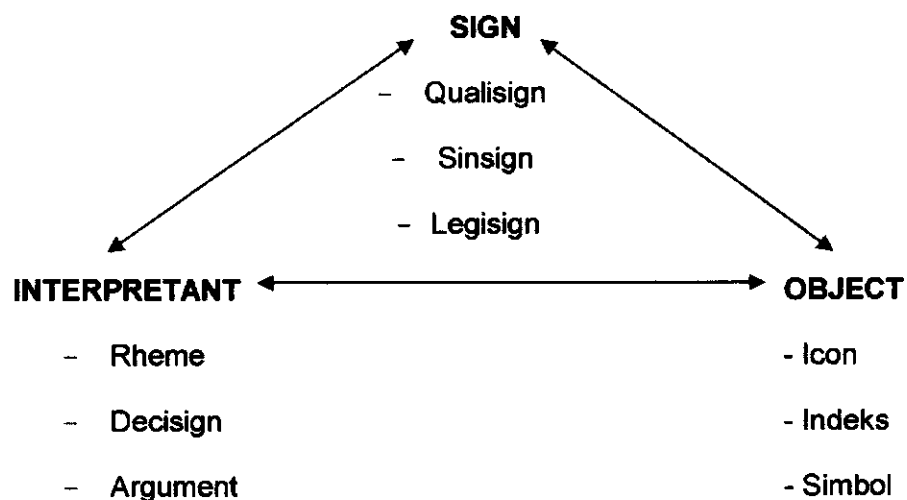 SIGN
- Qualisign
- Sinsign
- Legisign
INTERPRETANT OBJECT
- Rheme - Icon
- Decisign - Indeks
- Argument - Simbol